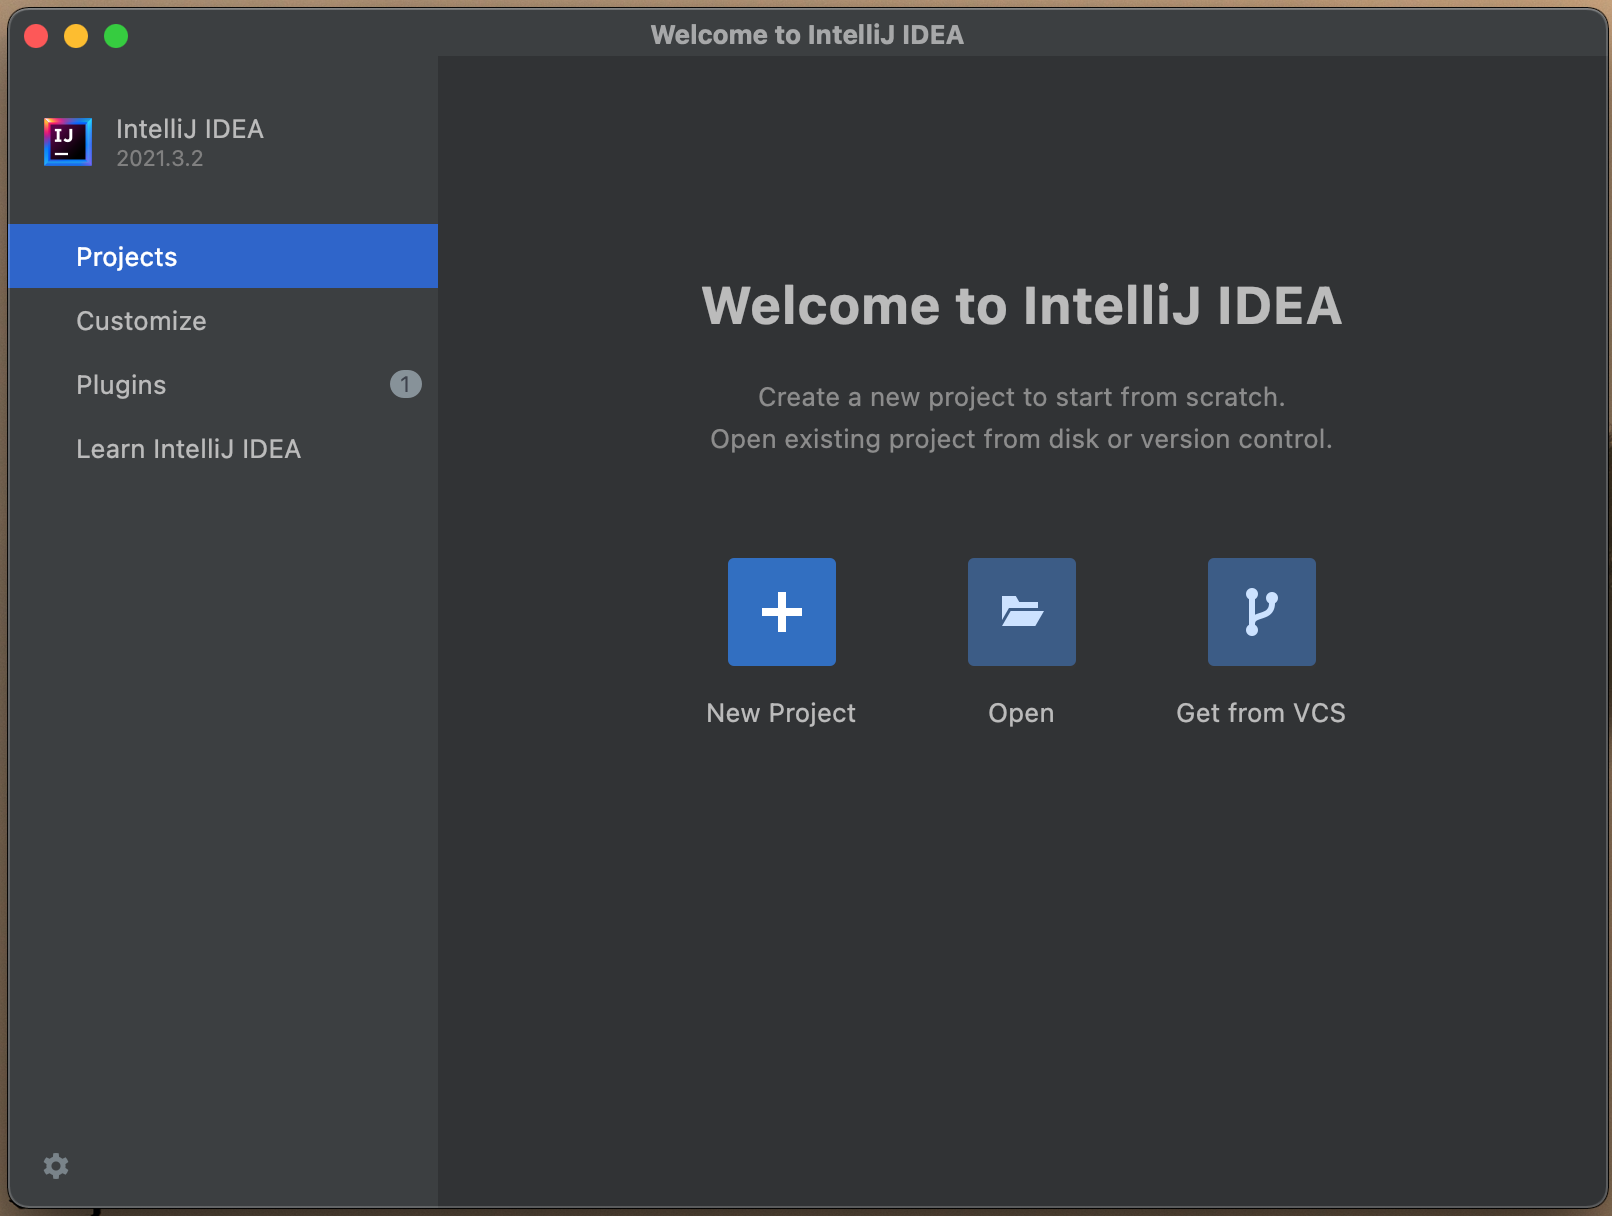 Welcome to IntelliJ IDEA
IJ
IntelliJ IDEA
2021.3.2
Projects
Customize
Plugins 1
Learn IntelliJ IDEA
Welcome to IntelliJ IDEA
Create a new project to start from scratch.
Open existing project from disk or version control.
New Project
Open
Get from VCS